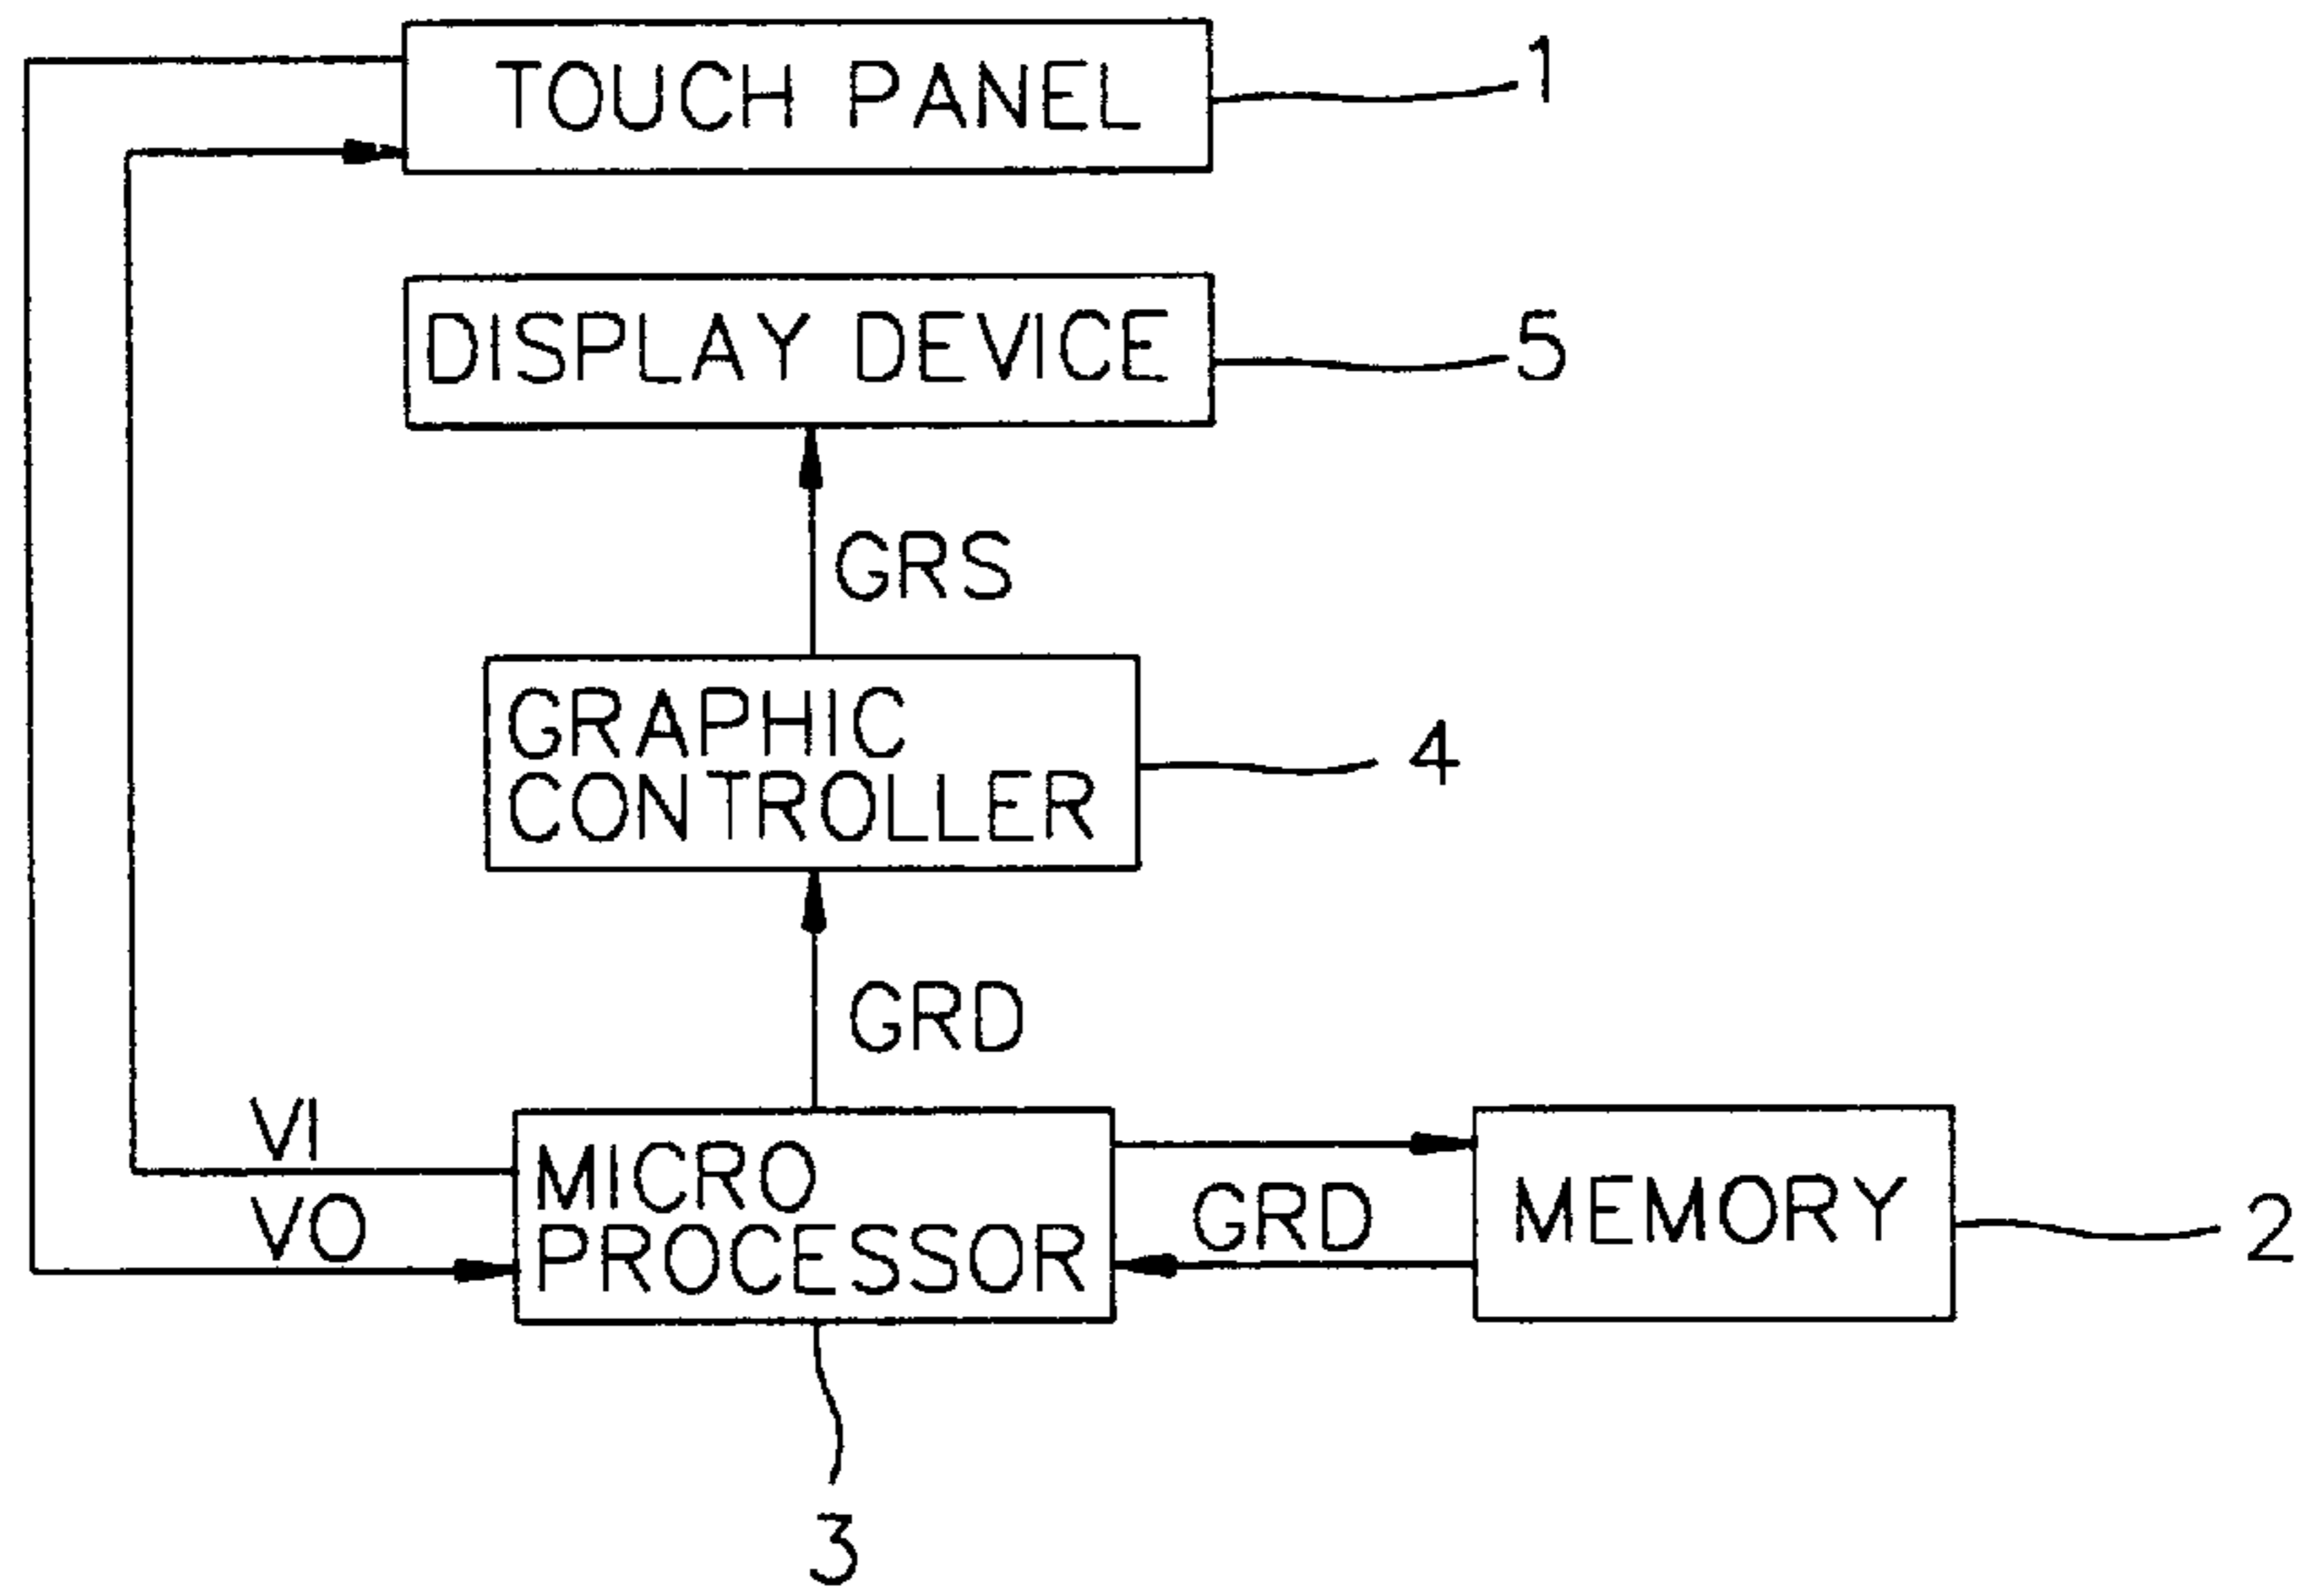 TOUCH PANEL
1
DISPLAY DEVICE
5
GRS
GRAPHIC
CONTROLLER
4
GRD
VI
VO
MICRO
PROCESSOR
GRD
MEMORY
2
3